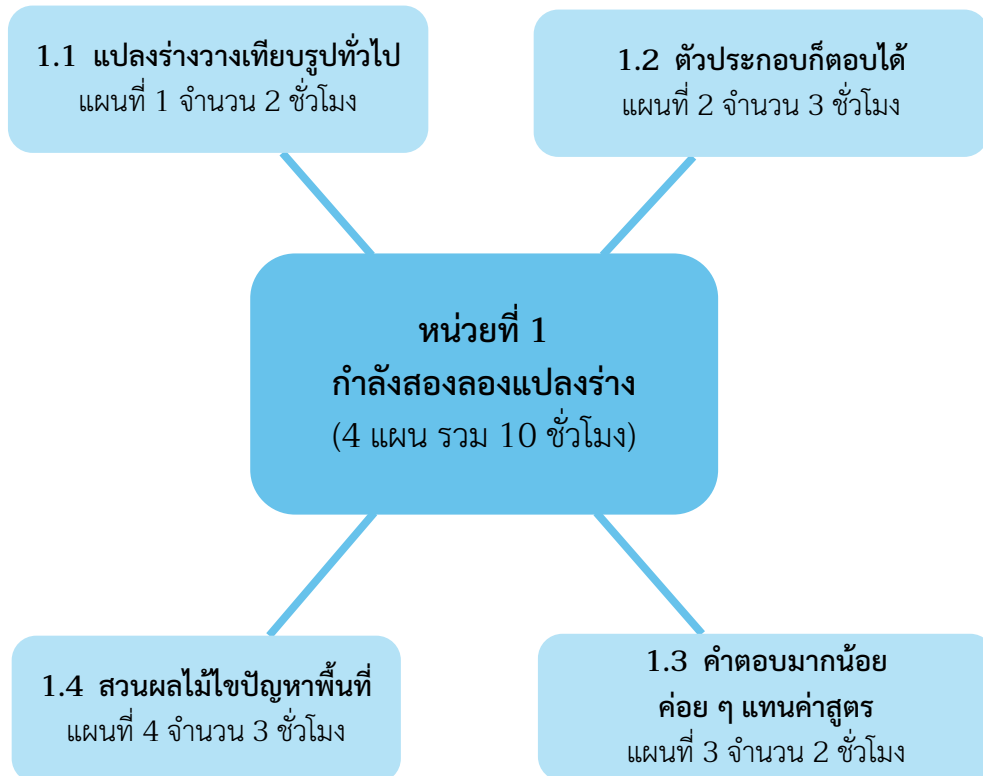 1.1 แปลงร่างวางเทียบรูปทั่วไป
แผนที่ 1 จำนวน 2 ชั่วโมง
1.2 ตัวประกอบก็ตอบได้
แผนที่ 2 จำนวน 3 ชั่วโมง
หน่วยที่ 1
กำลังสองลองแปลงร่าง
(4 แผน รวม 10 ชั่วโมง)
1.4 สวนผลไม้ไขปัญหาพื้นที่
แผนที่ 4 จำนวน 3 ชั่วโมง
1.3 คำตอบมากน้อย
ค่อย ๆ แทนค่าสูตร
แผนที่ 3 จำนวน 2 ชั่วโมง